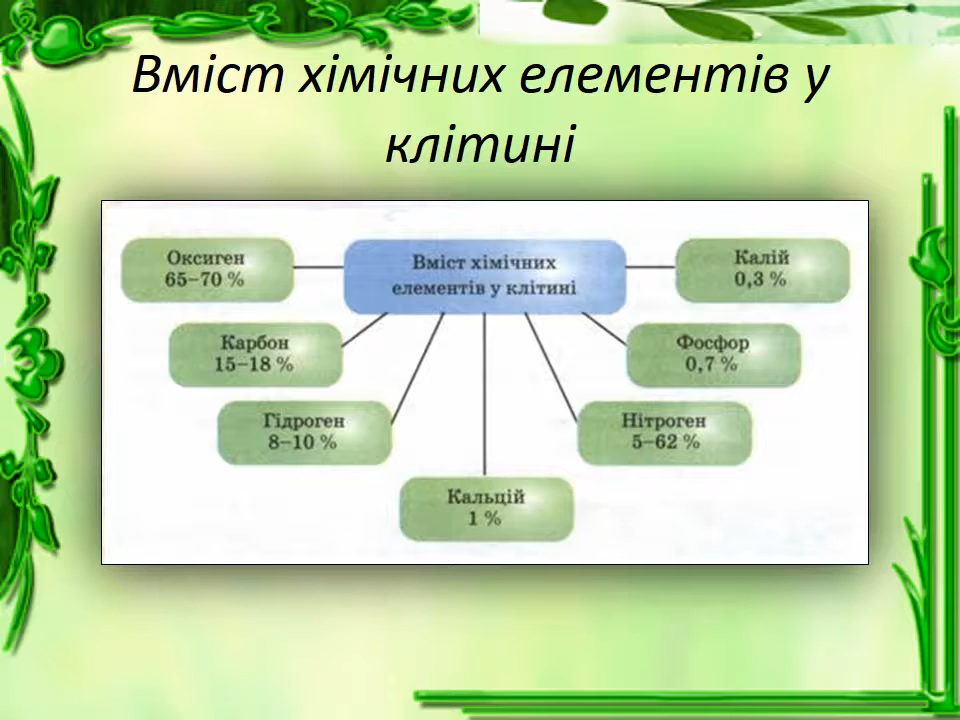 Вміст хімічних елементів у
клітині
Оксиген
65–70 %
Вміст хімічних
елементів у клітині
Калій
0,3 %
Карбон
15–18 %
Фосфор
0,7 %
Гідроген
8–10 %
Нітроген
5–62 %
Кальцій
1 %